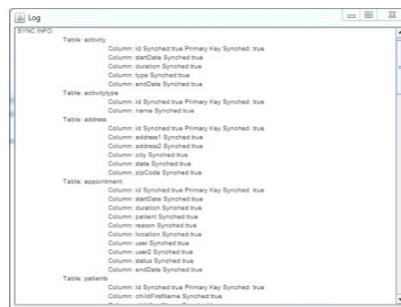 Log
SYNC INFO:
Table: activity
Column: id Synched:true Primary Key Synched: true
Column: startDate Synched:true
Column: duration Synched:true
Column: type Synched:true
Column: endDate Synched:true
Table: activitytype
Column: id Synched:true Primary Key Synched: true
Column: name Synched:true
Table: address
Column: id Synched:true Primary Key Synched: true
Column: address1 Synched:true
Column: address2 Synched:true
Column: city Synched:true
Column: state Synched:true
Column: zipCode Synched:true
Table: appointment
Column: id Synched:true Primary Key Synched: true
Column: startDate Synched:true
Column: duration Synched:true
Column: patient Synched:true
Column: reason Synched:true
Column: location Synched:true
Column: user Synched:true
Column: user2 Synched:true
Column: status Synched:true
Column: endDate Synched:true
Table: patients
Column: id Synched:true Primary Key Synched: true
Column: childFirstName Synched:true